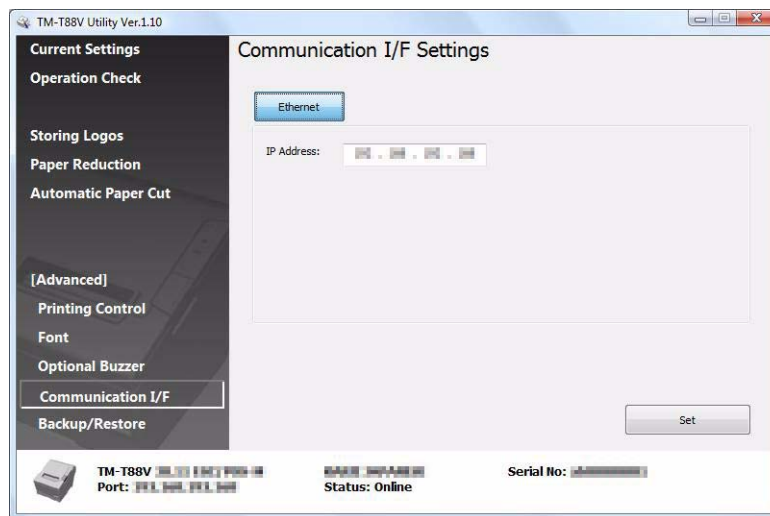 TM-T88V Utility Ver.1.10
Current Settings
Operation Check
Storing Logos
Paper Reduction
Automatic Paper Cut
[Advanced]
Printing Control
Font
Optional Buzzer
Communication I/F
Backup/Restore
Communication I/F Settings
Ethernet
IP Address:
Set
TM-T88V
Port:
Status: Online
Serial No: